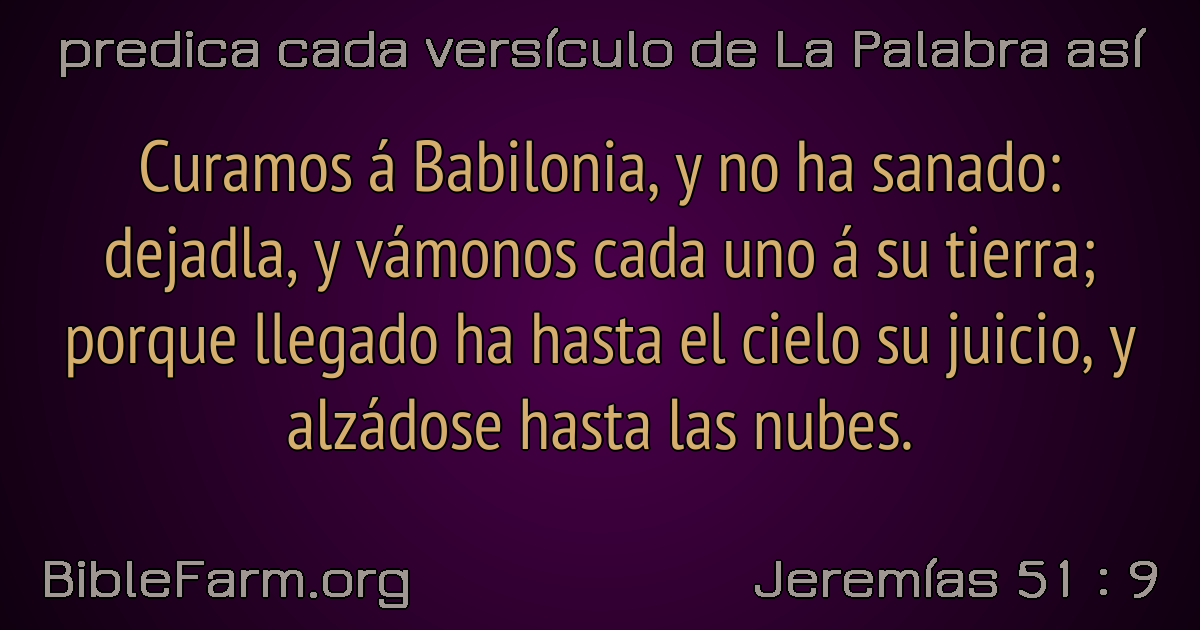 predica cada versículo de La Palabra así
Curamos á Babilonia, y no ha sanado:
dejadla, y vámonos cada uno á su tierra;
porque llegado ha hasta el cielo su juicio, y
alzádose hasta las nubes.
BibleFarm.org
Jeremías 51 : 9